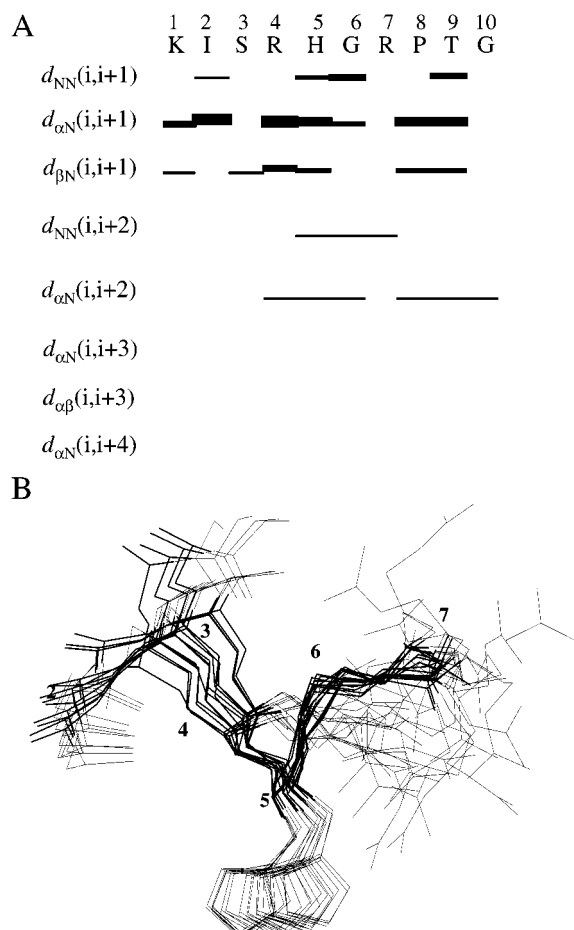 A
1 2 3 4 5 6 7 8 9 10
K I S R H G R P T G
dNN(i,i+1)
dαN(i,i+1)
dβN(i,i+1)
dNN(i,i+2)
dαN(i,i+2)
dαN(i,i+3)
dαβ(i,i+3)
dαN(i,i+4)
B
7
3
6
2
4
5